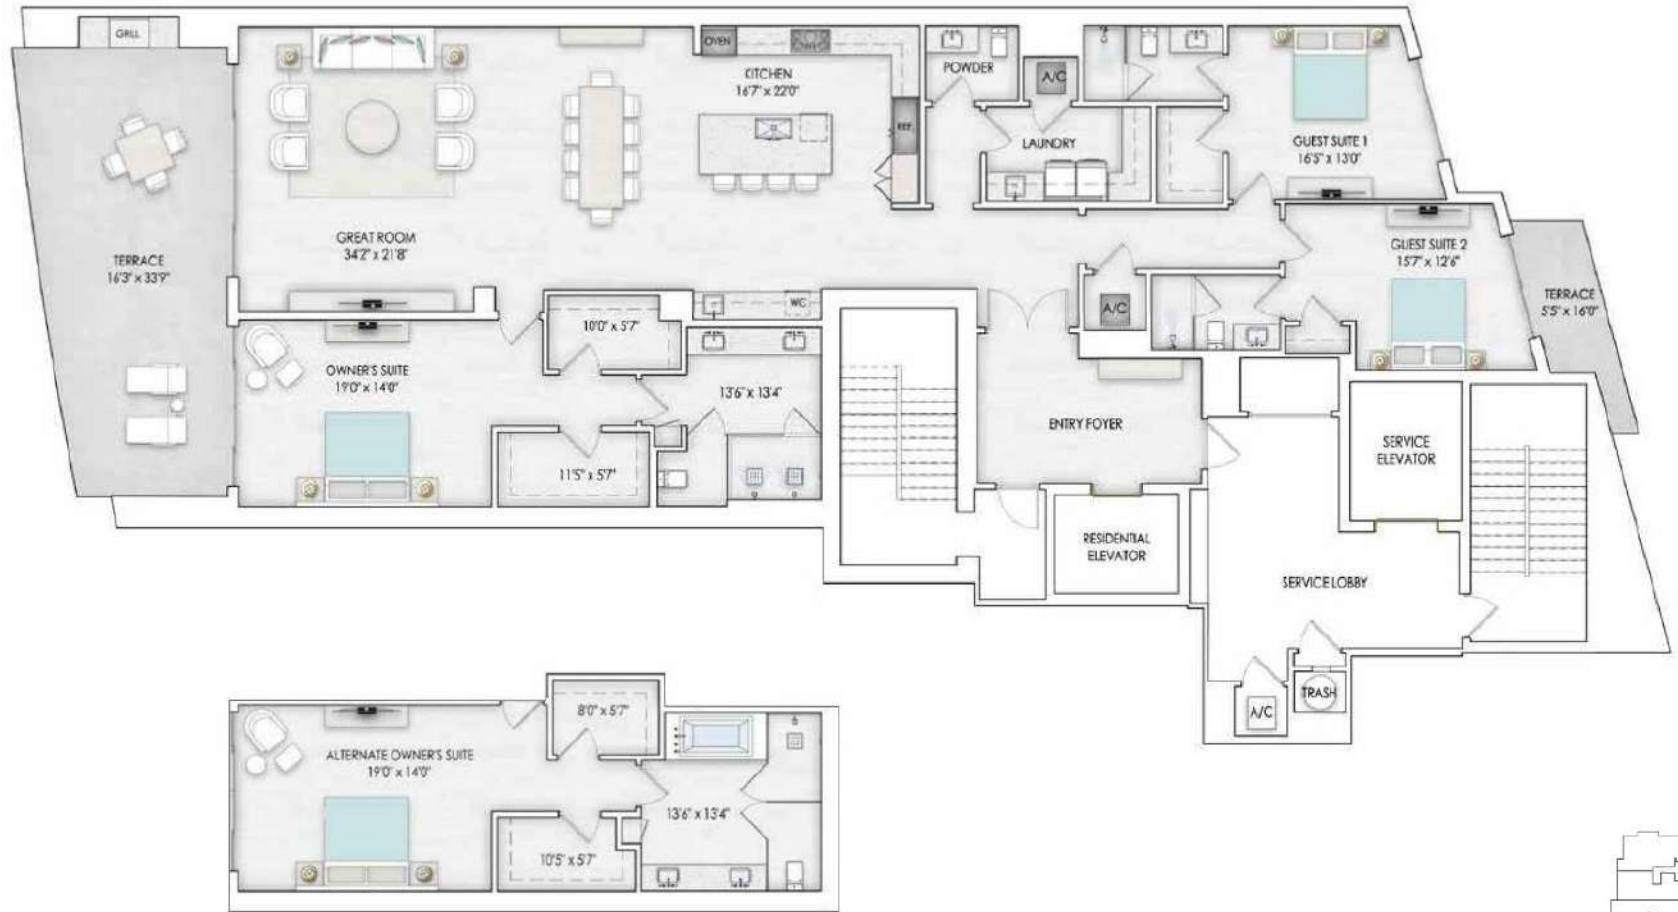 GRILL
TERRACE
16'3" x 33'9"
GREAT ROOM
34'2" x 21'8"
OVEN
KITCHEN
16'7" x 22'0"
REF.
POWDER
A/C
LAUNDRY
GUEST SUITE 1
16'5" x 13'0"
GUEST SUITE 2
15'7" x 12'6"
TERRACE
5'5" x 16'0"
A/C
WC
10'0" x 5'7"
OWNER'S SUITE
19'0" x 14'0"
13'6" x 13'4"
11'5" x 5'7"
ENTRY FOYER
SERVICE
ELEVATOR
RESIDENTIAL
ELEVATOR
SERVICE LOBBY
TRASH
A/C
8'0" x 5'7"
ALTERNATE OWNER'S SUITE
19'0" x 14'0"
13'6" x 13'4"
10'5" x 5'7"